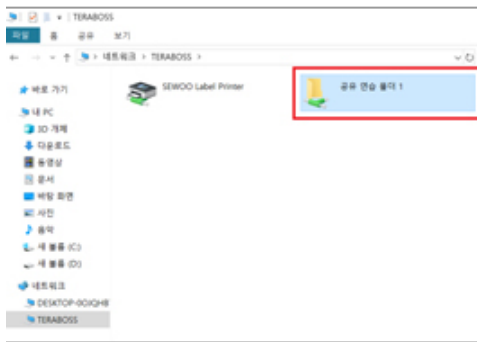 TERABOSS
파일 홈 공유 보기
네트워크 > TERABOSS >
바로 가기
내 PC
3D 개체
다운로드
동영상
문서
바탕 화면
사진
음악
새 볼륨 (C)
새 볼륨 (D)
네트워크
TERABOSS
SEWOO Label Printer
공유 연습 폴더 1